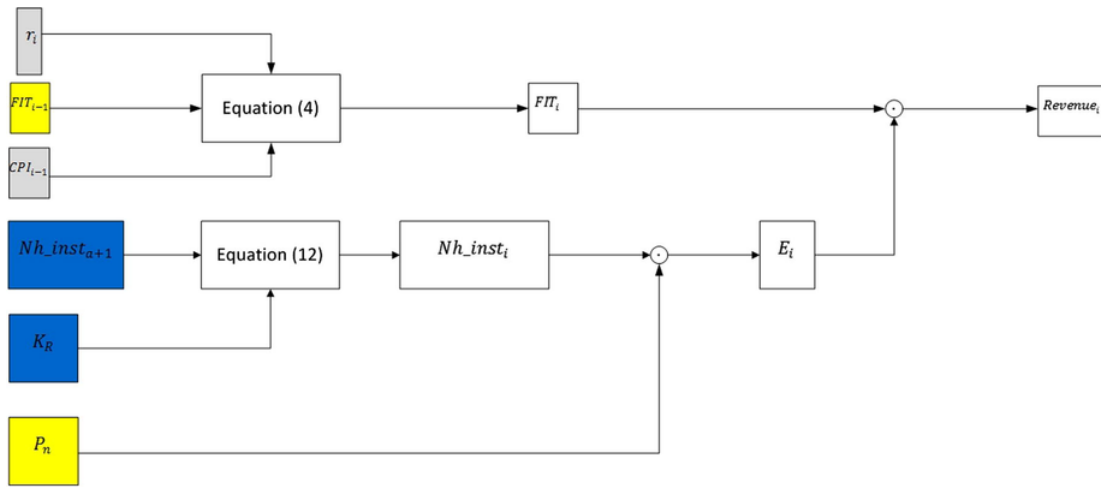 r_i
FIT_{i−1}
Equation (4)
FIT_i
Revenue_i
CPI_{i−1}
Nh_inst_{a+1}
Equation (12)
Nh_inst_i
E_i
K_R
P_n